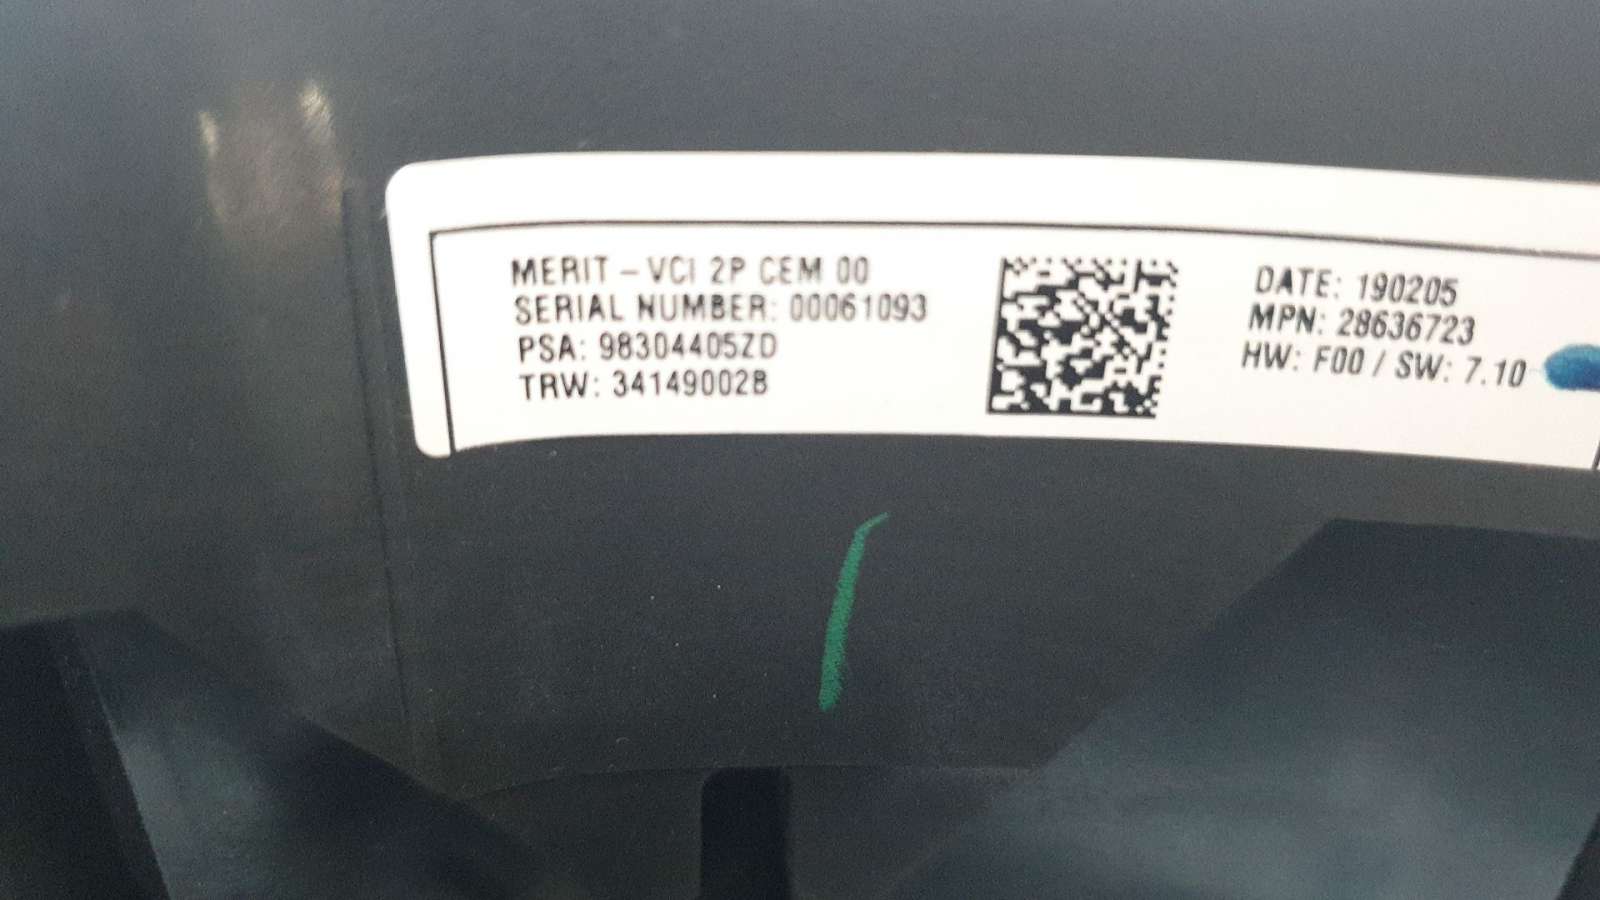 MERIT - VCI 2P CEM 00
SERIAL NUMBER: 00061093
PSA: 98304405ZD
TRW: 34149002B
DATE: 190205
MPN: 28636723
HW: F00 / SW: 7.10